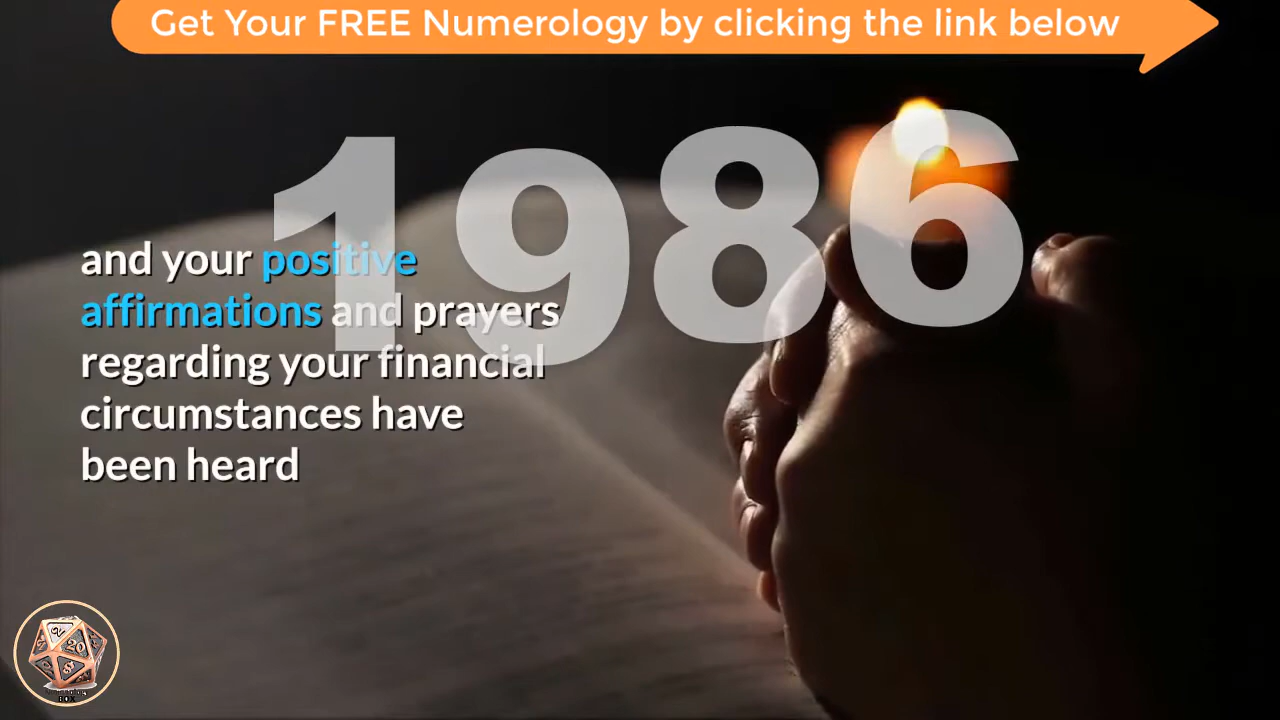 Get Your FREE Numerology by clicking the link below
1986
and your positive
affirmations and prayers
regarding your financial
circumstances have
been heard
20